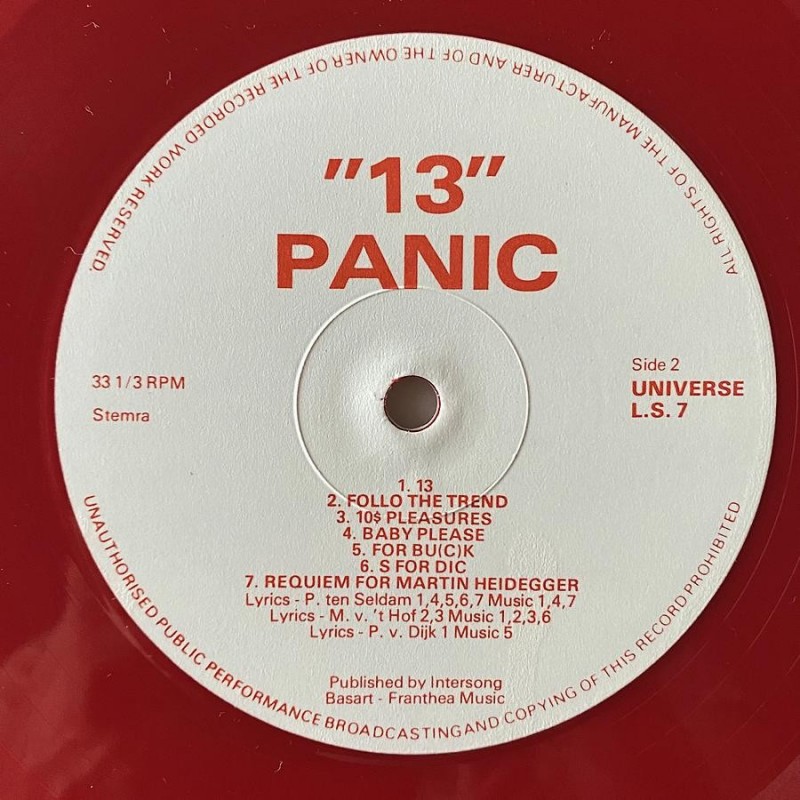 "13"
PANIC
33 1/3 RPM
Stemra
Side 2
UNIVERSE
L.S. 7
1. 13
2. FOLLO THE TREND
3. 10$ PLEASURES
4. BABY PLEASE
5. FOR BU(C)K
6. S FOR DIC
7. REQUIEM FOR MARTIN HEIDEGGER
Lyrics - P. ten Seldam 1,4,5,6,7 Music 1,4,7
Lyrics - M. v. 't Hof 2,3 Music 1,2,3,6
Lyrics - P. v. Dijk 1 Music 5
Published by Intersong
Basart - Franthea Music
ALL RIGHTS OF THE MANUFACTURER AND OF THE OWNER OF THE RECORDED WORK RESERVED.
UNAUTHORISED PUBLIC PERFORMANCE BROADCASTING AND COPYING OF THIS RECORD PROHIBITED